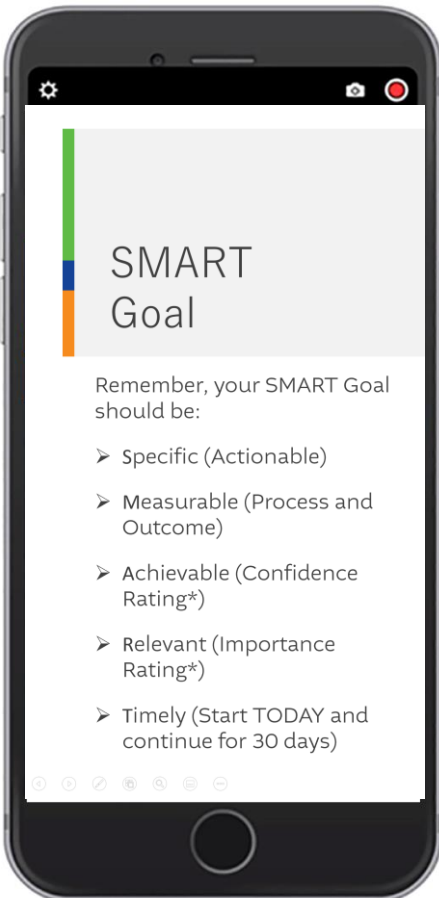 SMART
Goal
Remember, your SMART Goal
should be:
➢ Specific (Actionable)
➢ Measurable (Process and
Outcome)
➢ Achievable (Confidence
Rating*)
➢ Relevant (Importance
Rating*)
➢ Timely (Start TODAY and
continue for 30 days)